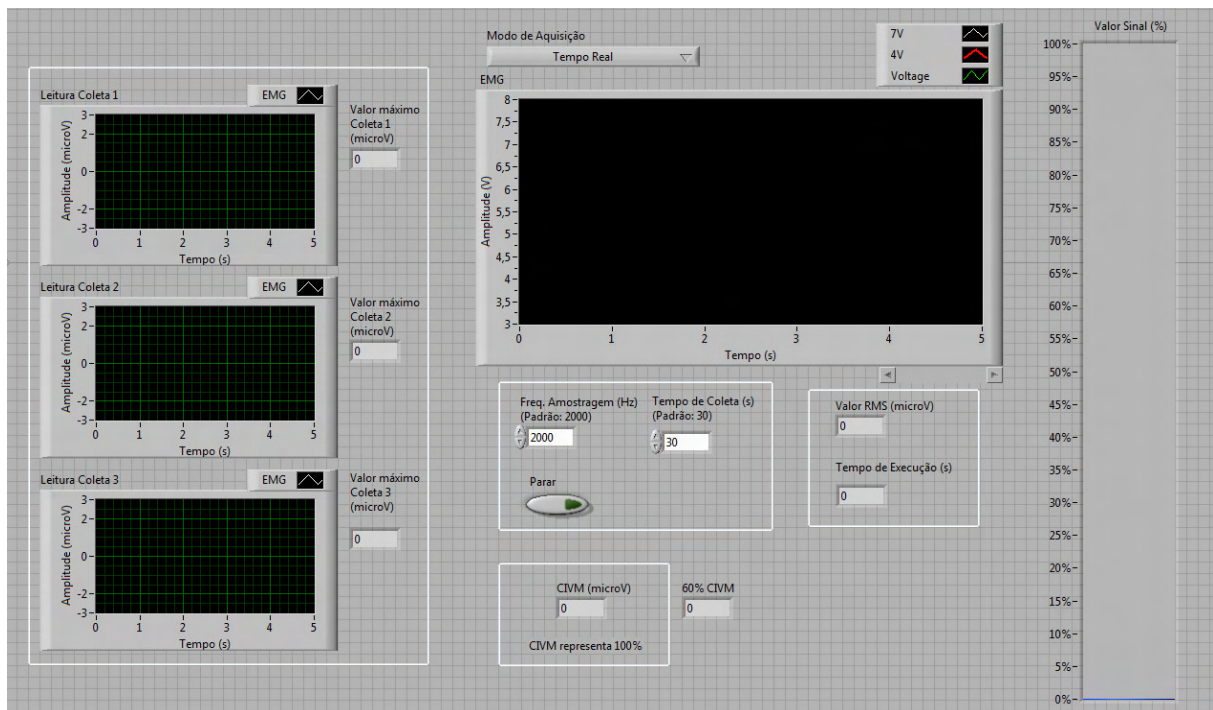 Leitura Coleta 1
EMG
Amplitude (microV)
3
2
0
-2
-3
0 1 2 3 4 5
Tempo (s)
Valor máximo
Coleta 1
(microV)
0
Leitura Coleta 2
EMG
Amplitude (microV)
3
2
0
-2
-3
0 1 2 3 4 5
Tempo (s)
Valor máximo
Coleta 2
(microV)
0
Leitura Coleta 3
EMG
Amplitude (microV)
3
2
0
-2
-3
0 1 2 3 4 5
Tempo (s)
Valor máximo
Coleta 3
(microV)
0
Modo de Aquisição
Tempo Real
7V
4V
Voltage
EMG
Amplitude (V)
8
7,5
7
6,5
6
5,5
5
4,5
4
3,5
3
0 1 2 3 4 5
Tempo (s)
Freq. Amostragem (Hz)
(Padrão: 2000)
2000
Tempo de Coleta (s)
(Padrão: 30)
30
Parar
Valor RMS (microV)
0
Tempo de Execução (s)
0
CIVM (microV)
0
CIVM representa 100%
60% CIVM
0
Valor Sinal (%)
100%
95%
90%
85%
80%
75%
70%
65%
60%
55%
50%
45%
40%
35%
30%
25%
20%
15%
10%
5%
0%